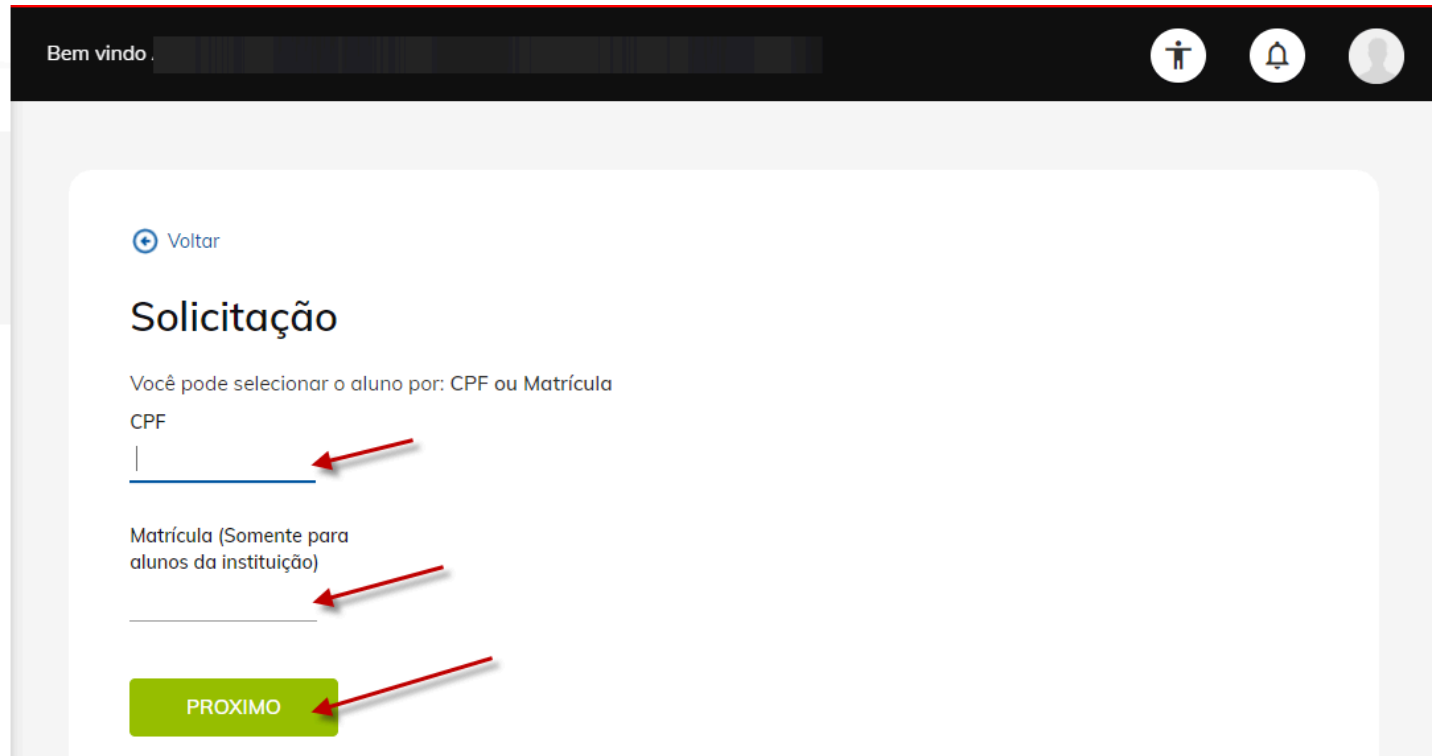 Bem vindo
Voltar
Solicitação
Você pode selecionar o aluno por: CPF ou Matrícula
CPF
Matrícula (Somente para
alunos da instituição)
PROXIMO